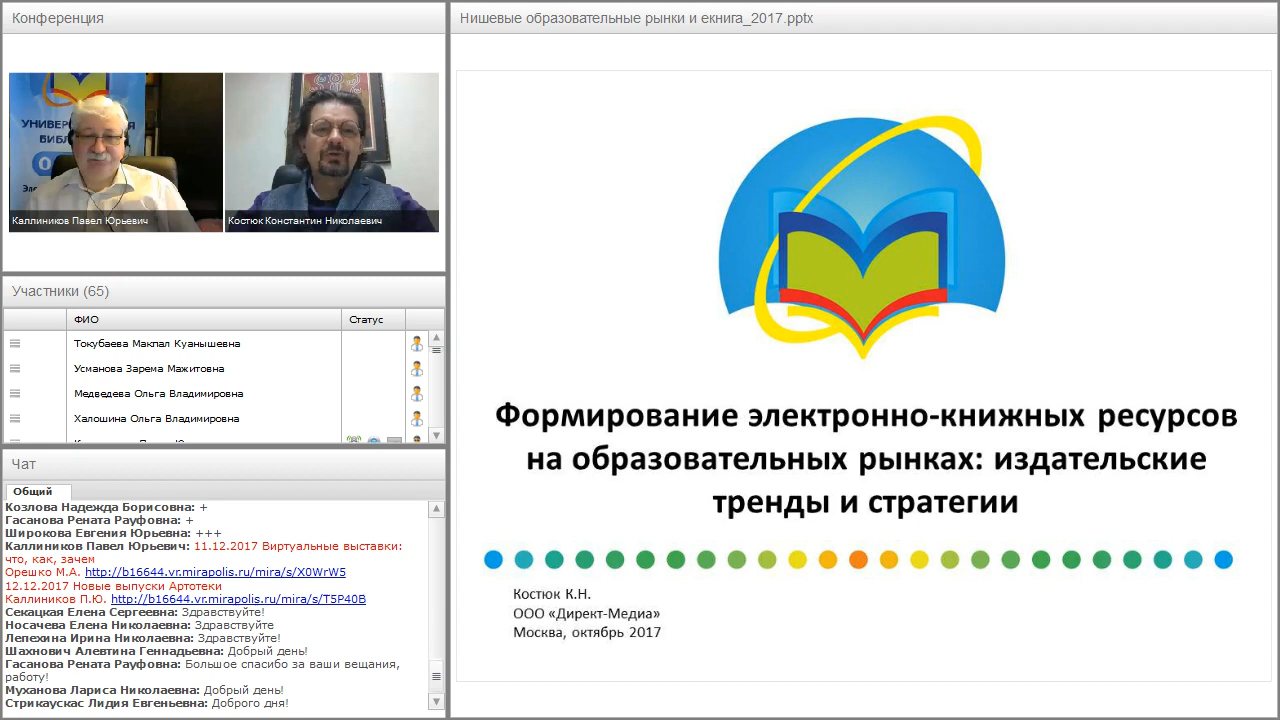 Конференция
УНИВЕР
БИБЛ
Каллиников Павел Юрьевич
Костюк Константин Николаевич
Участники (65)
ФИО
Статус
Токубаева Макпал Куанышевна
Усманова Зарема Мажитовна
Медведева Ольга Владимировна
Халошина Ольга Владимировна
Чат
Общий
Козлова Надежда Борисовна: +
Гасанова Рената Рауфовна: +
Широкова Евгения Юрьевна: +++
Каллиников Павел Юрьевич: 11.12.2017 Виртуальные выставки:
что, как, зачем
Орешко М.А. http://b16644.vr.mirapolis.ru/mira/s/X0WrW5
12.12.2017 Новые выпуски Артотеки
Каллиников П.Ю. http://b16644.vr.mirapolis.ru/mira/s/T5P40B
Секацкая Елена Сергеевна: Здравствуйте!
Носачева Елена Николаевна: Здравствуйте
Лепехина Ирина Николаевна: Здравствуйте!
Шахнович Алевтина Геннадьевна: Добрый день!
Гасанова Рената Рауфовна: Большое спасибо за ваши вещания,
работу!
Муханова Лариса Николаевна: Добрый день!
Стрикаускас Лидия Евгеньевна: Доброго дня!
Нишевые образовательные рынки и екнига_2017.pptx
Формирование электронно-книжных ресурсов
на образовательных рынках: издательские
тренды и стратегии
Костюк К.Н.
ООО «Директ-Медиа»
Москва, октябрь 2017